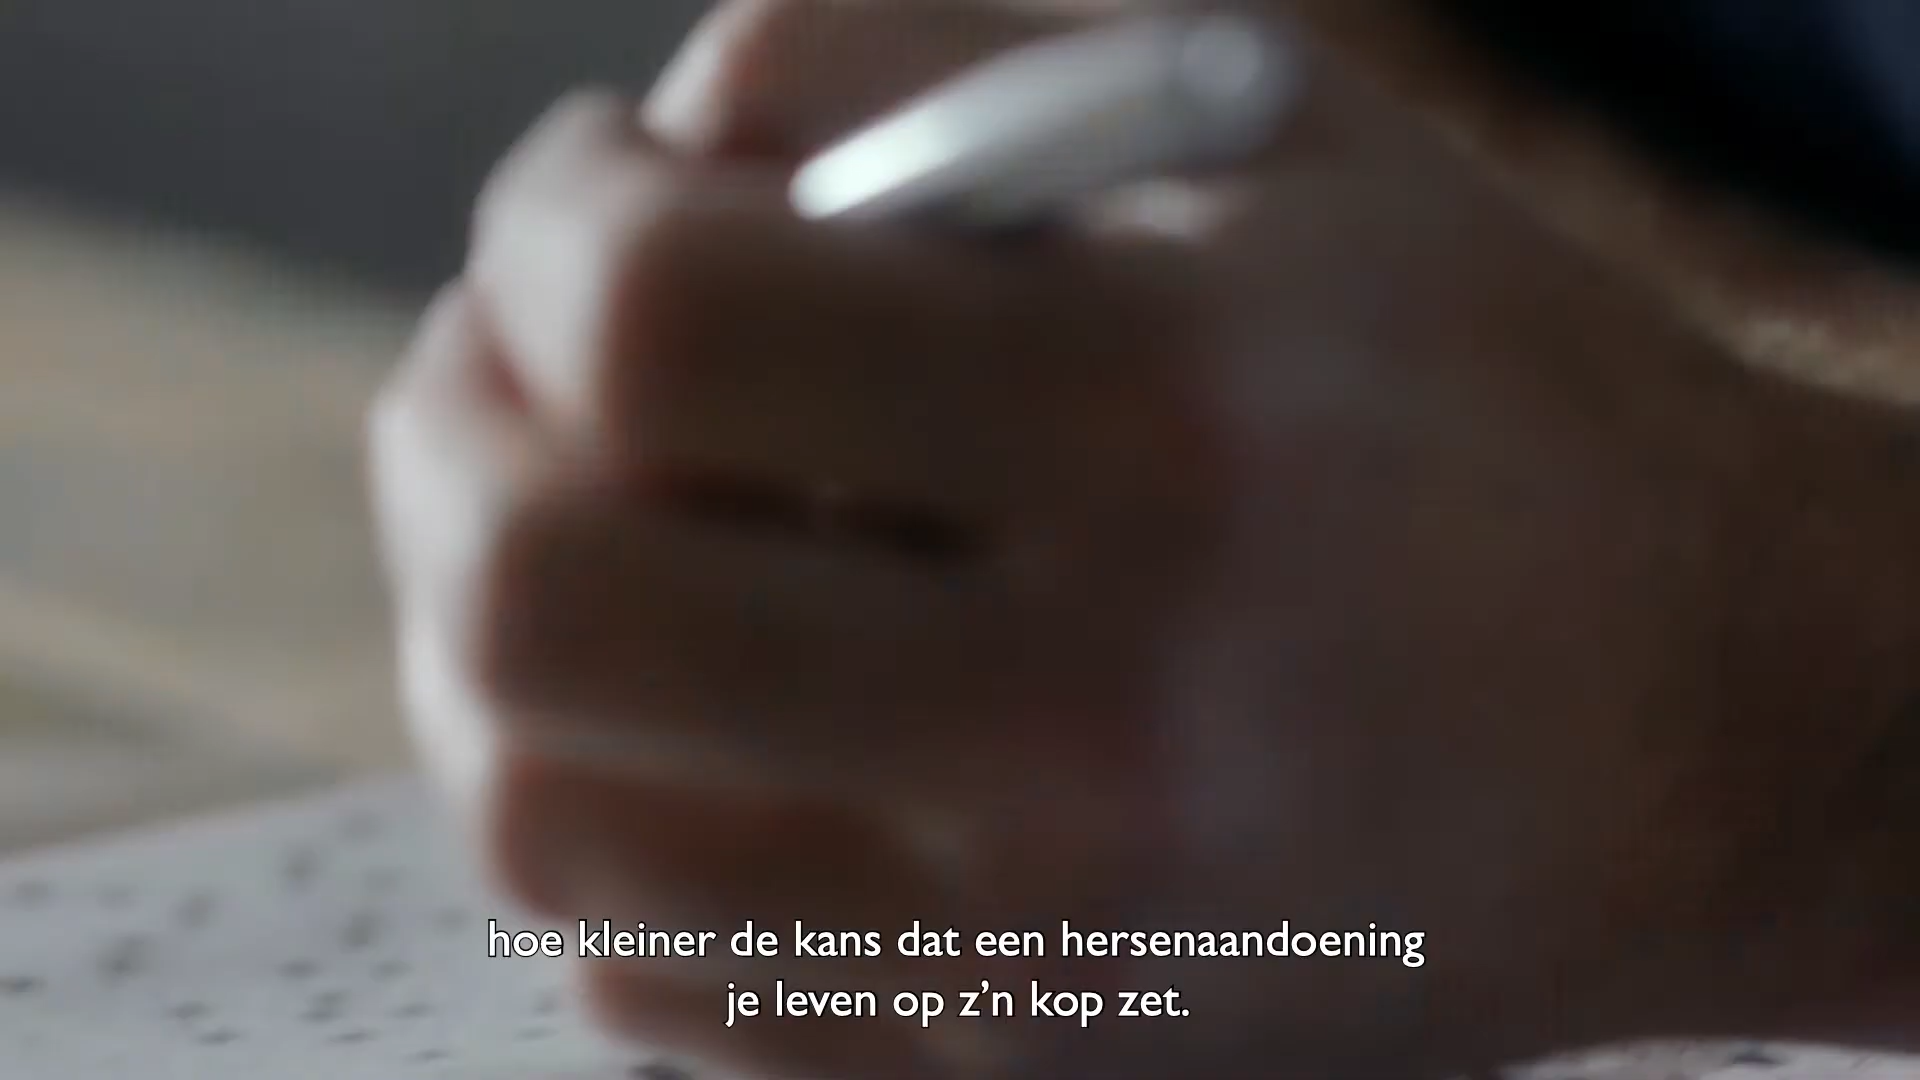 hoe kleiner de kans dat een hersenaandoening
je leven op z’n kop zet.